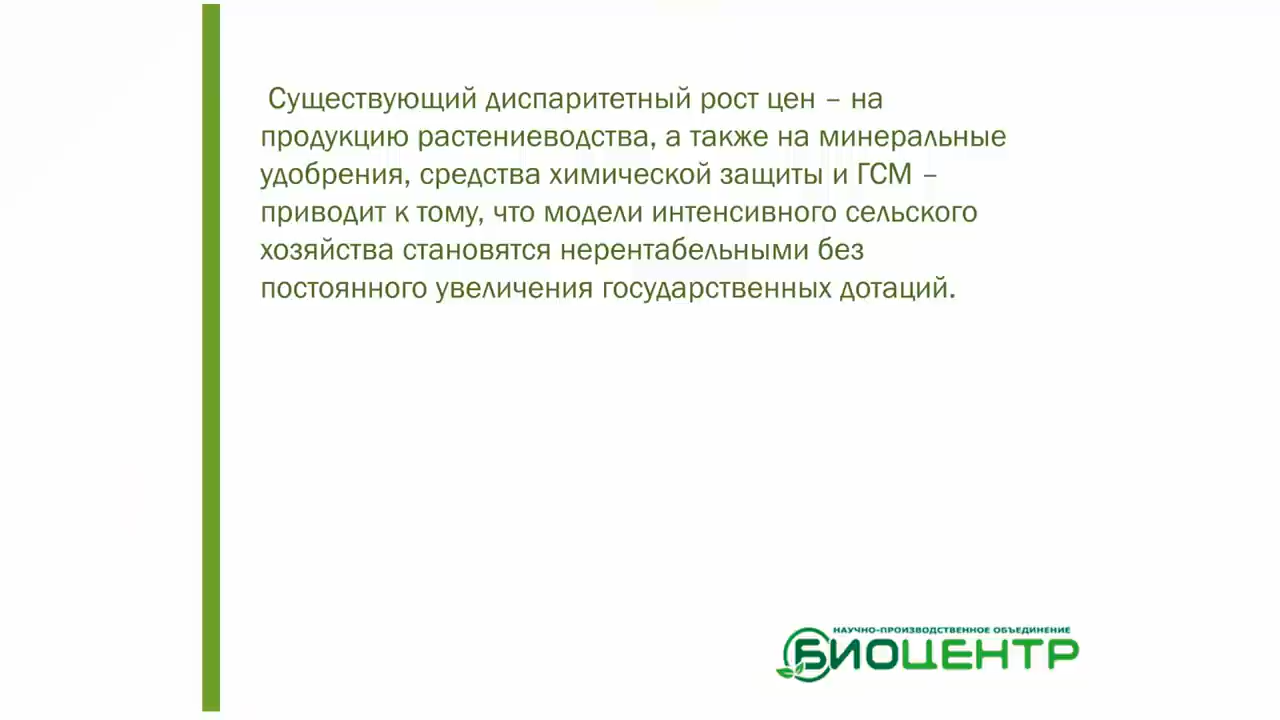 Существующий диспаритетный рост цен – на
продукцию растениеводства, а также на минеральные
удобрения, средства химической защиты и ГСМ –
приводит к тому, что модели интенсивного сельского
хозяйства становятся нерентабельными без
постоянного увеличения государственных дотаций.
НАУЧНО-ПРОИЗВОДСТВЕННОЕ ОБЪЕДИНЕНИЕ
БИОЦЕНТР